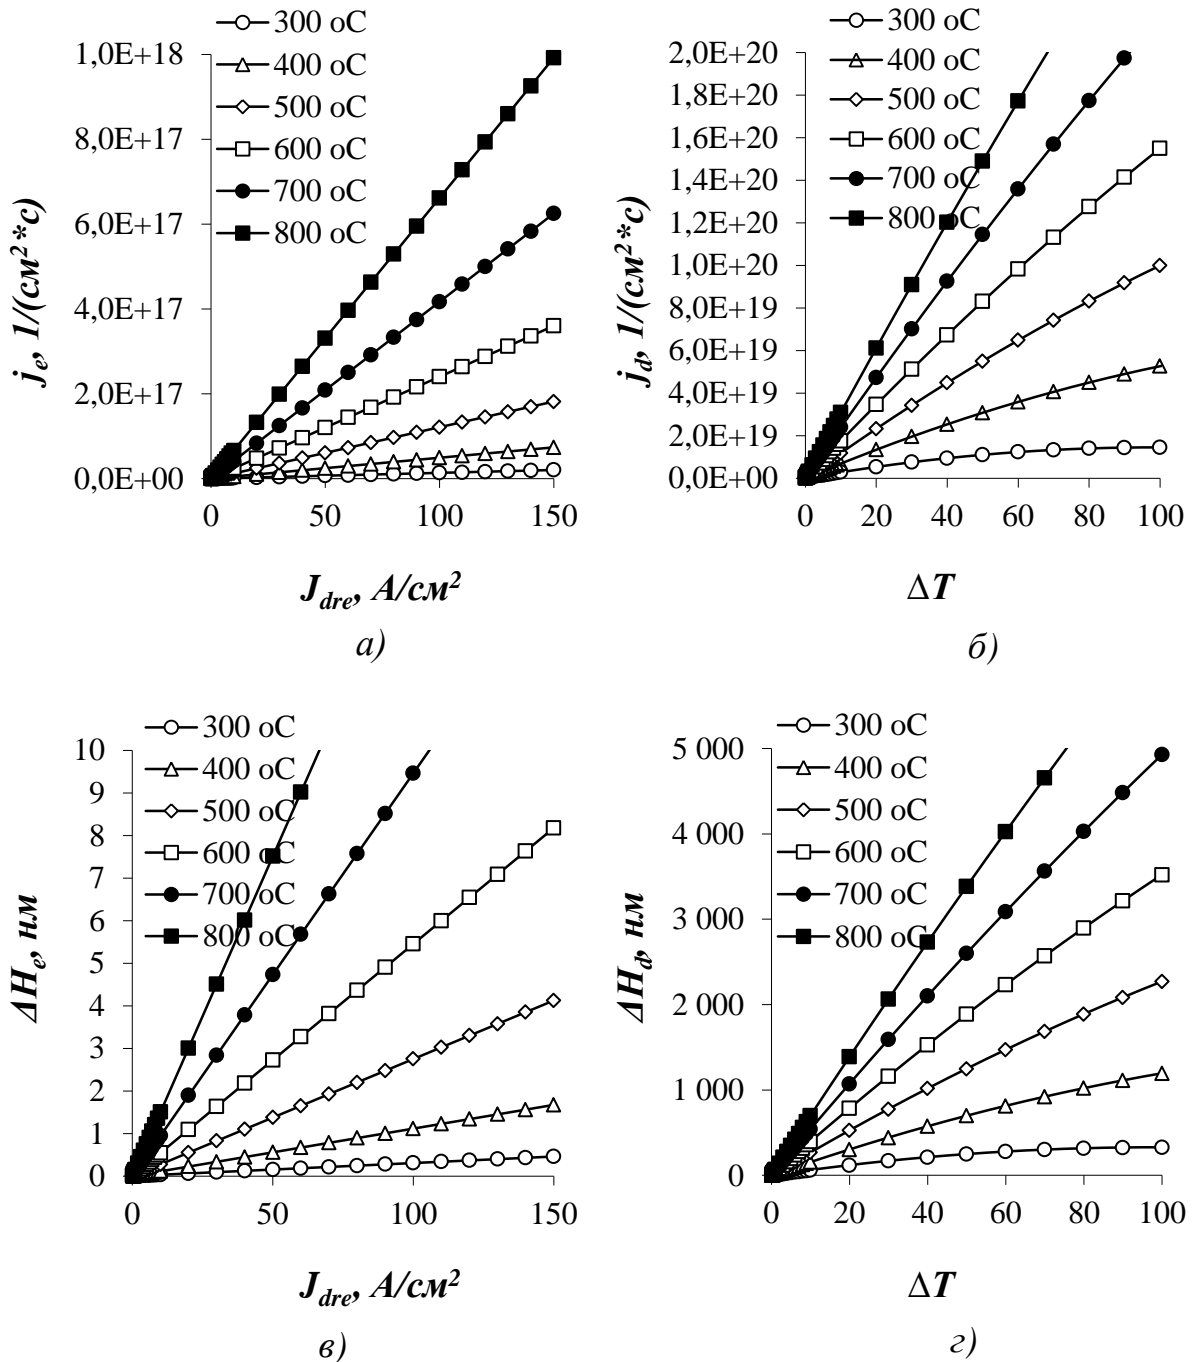 300 oC
400 oC
500 oC
600 oC
700 oC
800 oC
1,0E+18
8,0E+17
6,0E+17
4,0E+17
2,0E+17
0,0E+00
0 50 100 150
j_e, 1/(см²*с)
J_dre, А/см²
а)
300 oC
400 oC
500 oC
600 oC
700 oC
800 oC
2,0E+20
1,8E+20
1,6E+20
1,4E+20
1,2E+20
1,0E+20
8,0E+19
6,0E+19
4,0E+19
2,0E+19
0,0E+00
0 20 40 60 80 100
j_d, 1/(см²*с)
ΔT
б)
300 oC
400 oC
500 oC
600 oC
700 oC
800 oC
10
9
8
7
6
5
4
3
2
1
0
0 50 100 150
ΔH_e, нм
J_dre, А/см²
в)
300 oC
400 oC
500 oC
600 oC
700 oC
800 oC
5 000
4 000
3 000
2 000
1 000
0
0 20 40 60 80 100
ΔH_d, нм
ΔT
г)